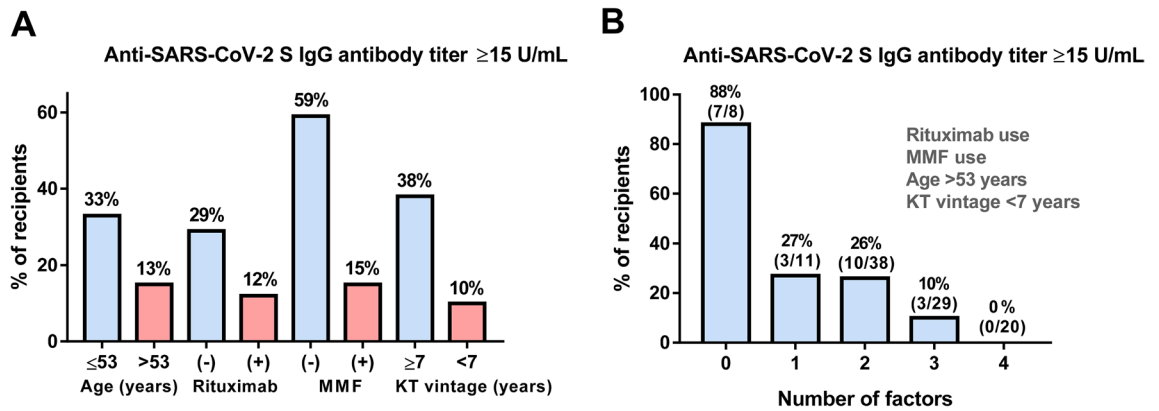 A
Anti-SARS-CoV-2 S IgG antibody titer ≥15 U/mL
% of recipients
60
40
20
0
33%
13%
29%
12%
59%
15%
38%
10%
≤53 >53 (-) (+) (-) (+) ≥7 <7
Age (years) Rituximab MMF KT vintage (years)
B
Anti-SARS-CoV-2 S IgG antibody titer ≥15 U/mL
% of recipients
100
80
60
40
20
0
88%
(7/8)
27%
(3/11)
26%
(10/38)
10%
(3/29)
0%
(0/20)
Rituximab use
MMF use
Age >53 years
KT vintage <7 years
0 1 2 3 4
Number of factors